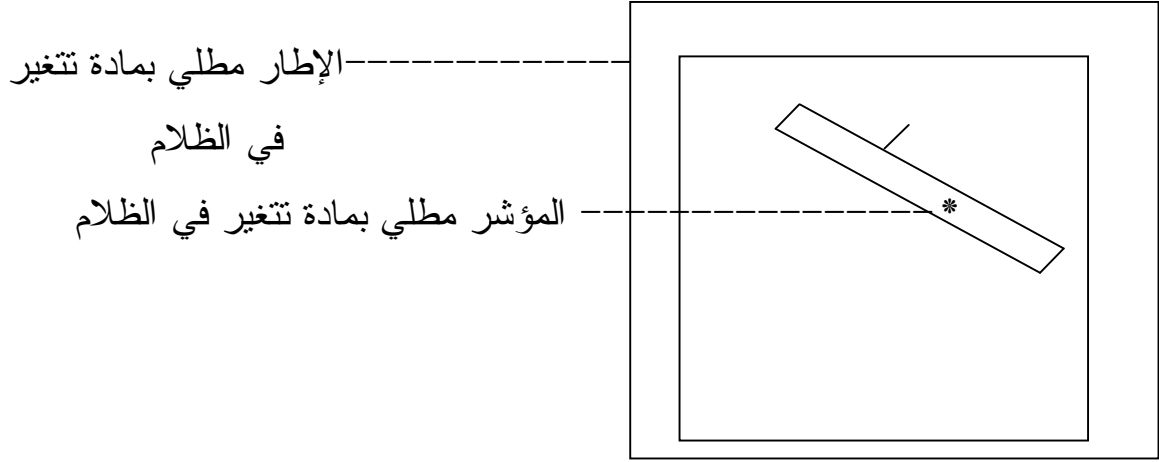 الإطار مطلي بمادة تتغير
في الظلام
المؤشر مطلي بمادة تتغير في الظلام